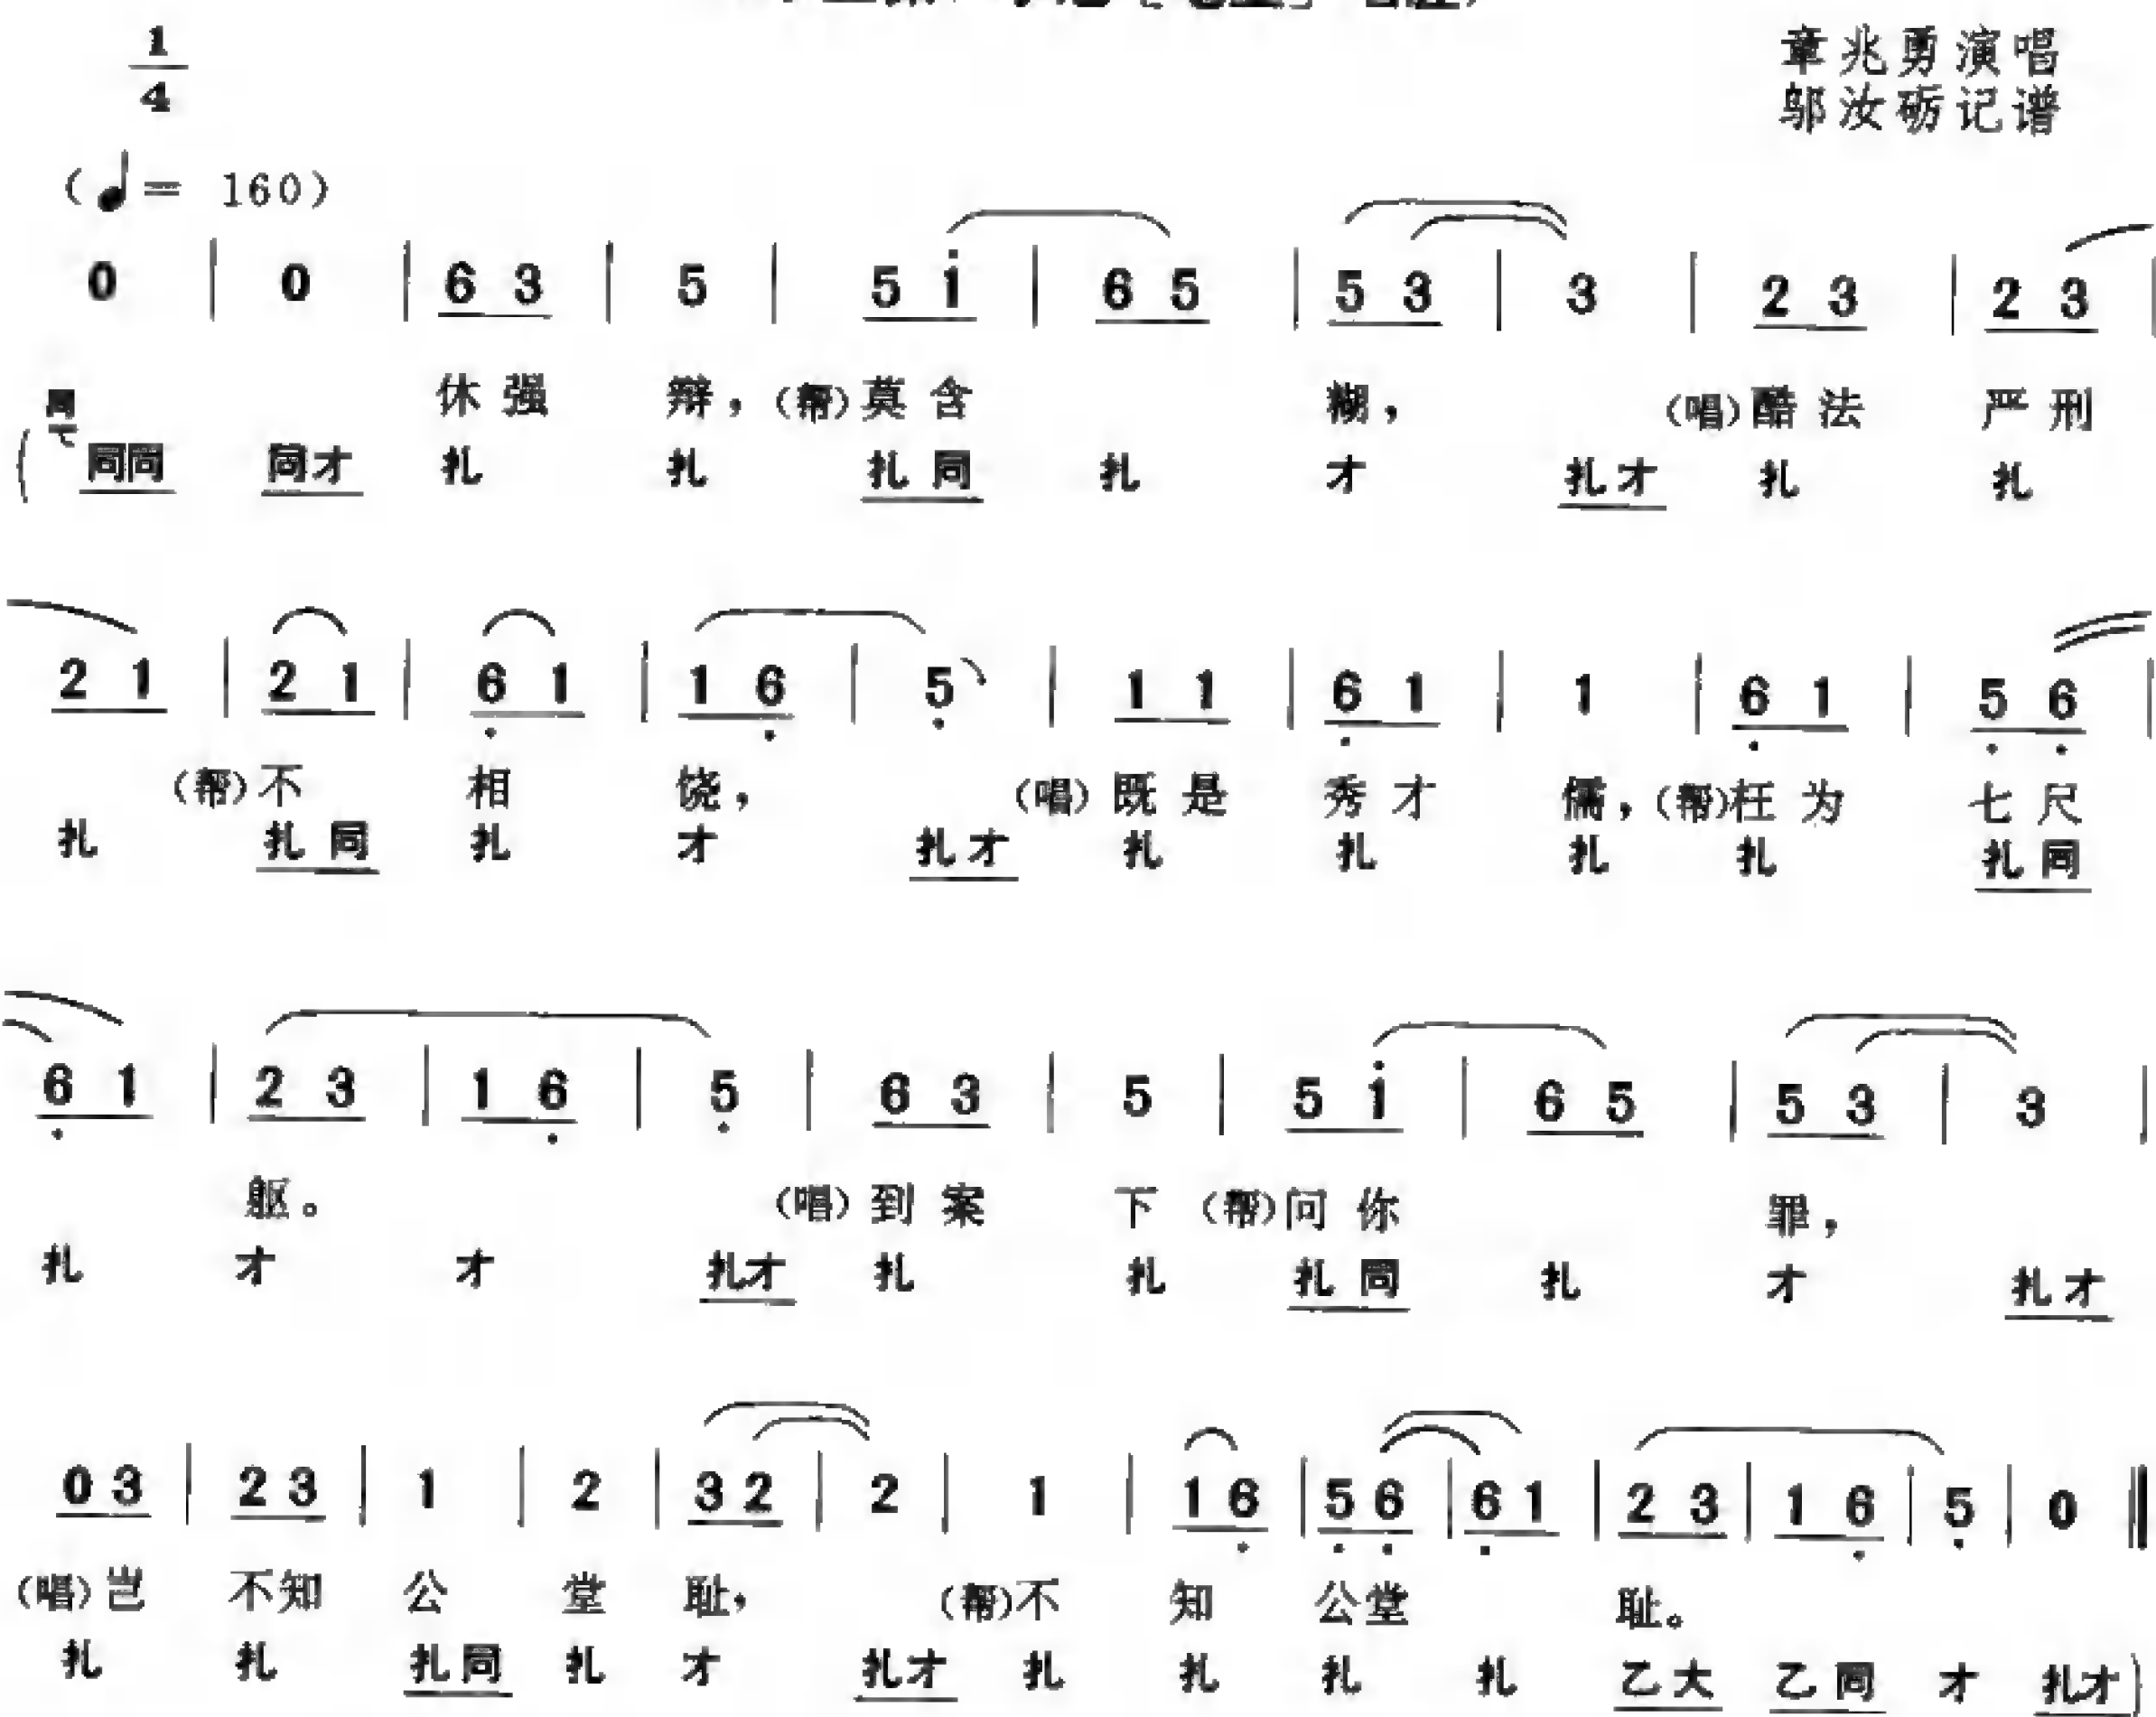 1/4
章兆勇演唱
邬汝砺记谱
(♩= 160)
0 | 0 | 6 3 | 5 | 5 i̇ | 6 5 | 5 3 | 3 | 2 3 | 2 3 |
休强 辩，(帮)莫含 糊， (唱)酷法 严刑
(同同 同才 扎 扎 扎同 扎 才 扎才 扎 扎
2 1 | 2 1 | 6̣ 1 | 1 6̣ | 5̣ | 1 1 | 6̣ 1 | 1 | 6̣ 1 | 5̣ 6̣ |
(帮)不 相 饶， (唱)既是 秀才 儒，(帮)枉为 七尺
扎 扎同 扎 才 扎才 扎 扎 扎 扎 扎同
6̣ 1 | 2 3 | 1 6̣ | 5̣ | 6 3 | 5 | 5 i̇ | 6 5 | 5 3 | 3 |
躯。 (唱)到案 下 (帮)问你 罪，
扎 才 才 扎才 扎 扎 扎同 扎 才 扎才
0 3 | 2 3 | 1 | 2 | 3 2 | 2 | 1 | 1 6̣ | 5̣ 6̣ | 6̣ 1 | 2 3 | 1 6̣ | 5̣ | 0 ‖
(唱)岂 不知 公 堂 耻， (帮)不 知 公堂 耻。
扎 扎 扎同 扎 才 扎才 扎 扎 扎 扎 乙大 乙同 才 扎才)